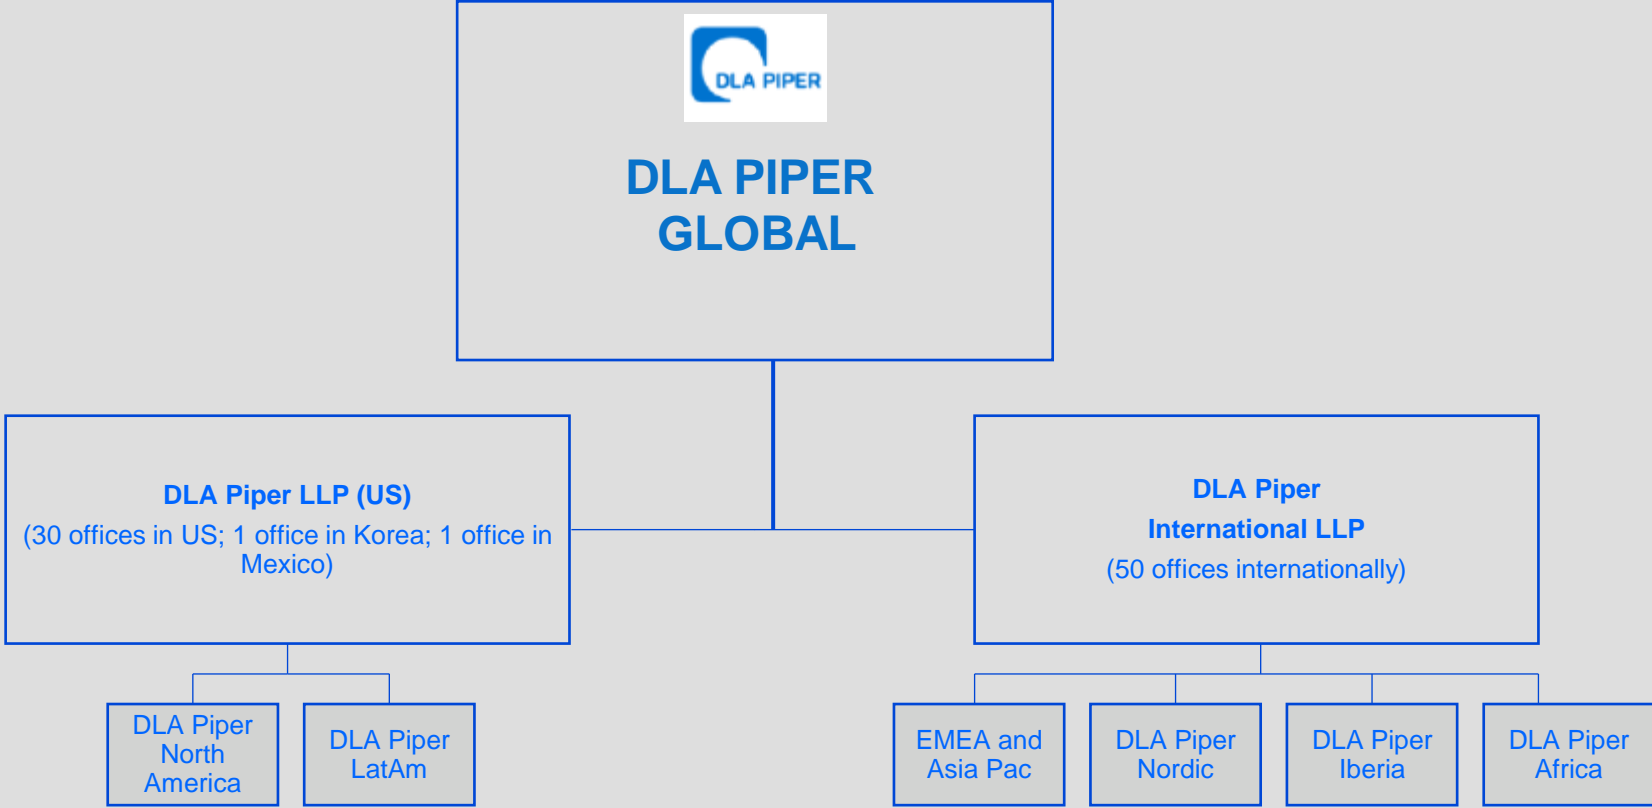 DLA PIPER
DLA PIPER
GLOBAL
DLA Piper LLP (US)
(30 offices in US; 1 office in Korea; 1 office in
Mexico)
DLA Piper
International LLP
(50 offices internationally)
DLA Piper
North
America
DLA Piper
LatAm
EMEA and
Asia Pac
DLA Piper
Nordic
DLA Piper
Iberia
DLA Piper
Africa